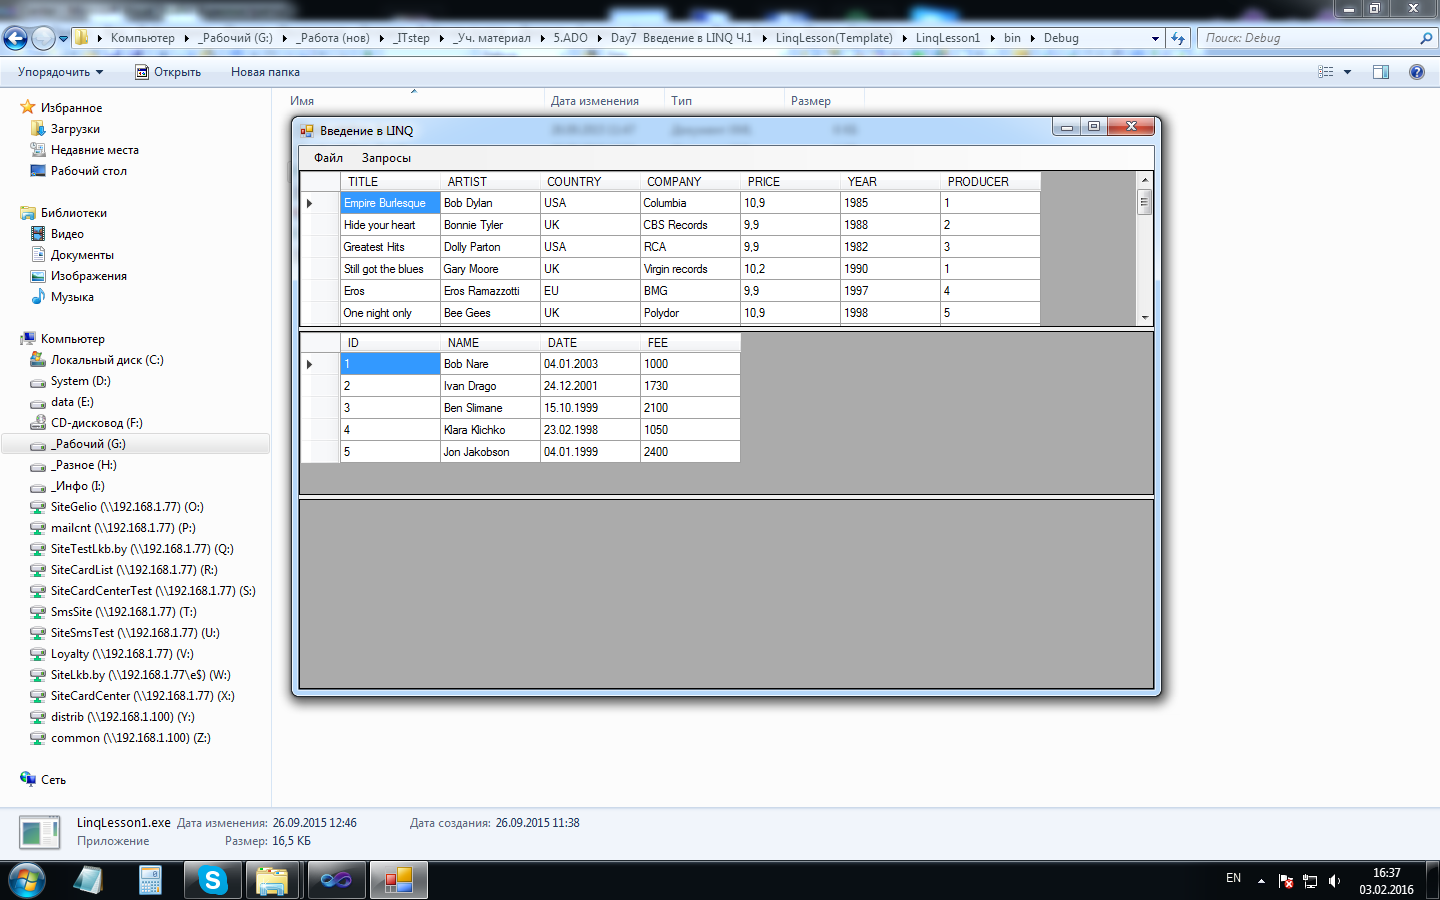 Компьютер ▸ _Рабочий (G:) ▸ _Работа (нов) ▸ _ITstep ▸ _Уч. материал ▸ 5.ADO ▸ Day7 Введение в LINQ Ч.1 ▸ LinqLesson(Template) ▸ LinqLesson1 ▸ bin ▸ Debug
Поиск: Debug
Упорядочить Открыть Новая папка
Имя Дата изменения Тип Размер
Избранное
Загрузки
Недавние места
Рабочий стол
Библиотеки
Видео
Документы
Изображения
Музыка
Компьютер
Локальный диск (C:)
System (D:)
data (E:)
CD-дисковод (F:)
_Рабочий (G:)
_Разное (H:)
_Инфо (I:)
SiteGelio (\\192.168.1.77) (O:)
mailcnt (\\192.168.1.77) (P:)
SiteTestLkb.by (\\192.168.1.77) (Q:)
SiteCardList (\\192.168.1.77) (R:)
SiteCardCenterTest (\\192.168.1.77) (S:)
SmsSite (\\192.168.1.77) (T:)
SiteSmsTest (\\192.168.1.77) (U:)
Loyalty (\\192.168.1.77) (V:)
SiteLkb.by (\\192.168.1.77\e$) (W:)
SiteCardCenter (\\192.168.1.77) (X:)
distrib (\\192.168.1.100) (Y:)
common (\\192.168.1.100) (Z:)
Сеть
Введение в LINQ
Файл Запросы
TITLE ARTIST COUNTRY COMPANY PRICE YEAR PRODUCER
Empire Burlesque Bob Dylan USA Columbia 10,9 1985 1
Hide your heart Bonnie Tyler UK CBS Records 9,9 1988 2
Greatest Hits Dolly Parton USA RCA 9,9 1982 3
Still got the blues Gary Moore UK Virgin records 10,2 1990 1
Eros Eros Ramazzotti EU BMG 9,9 1997 4
One night only Bee Gees UK Polydor 10,9 1998 5
ID NAME DATE FEE
1 Bob Nare 04.01.2003 1000
2 Ivan Drago 24.12.2001 1730
3 Ben Slimane 15.10.1999 2100
4 Klara Klichko 23.02.1998 1050
5 Jon Jakobson 04.01.1999 2400
LinqLesson1.exe Дата изменения: 26.09.2015 12:46 Дата создания: 26.09.2015 11:38
Приложение Размер: 16,5 КБ
EN
16:37
03.02.2016